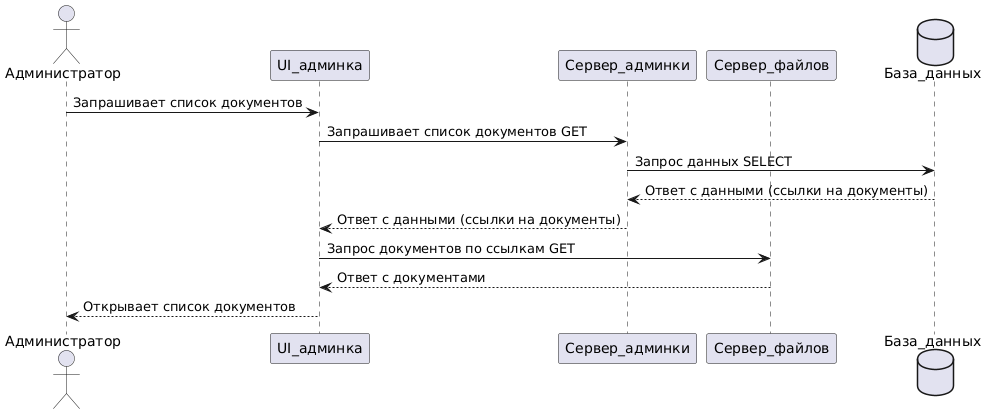 Администратор
UI_админка
Сервер_админки
Сервер_файлов
База_данных
Запрашивает список документов
Запрашивает список документов GET
Запрос данных SELECT
Ответ с данными (ссылки на документы)
Ответ с данными (ссылки на документы)
Запрос документов по ссылкам GET
Ответ с документами
Открывает список документов
Администратор
UI_админка
Сервер_админки
Сервер_файлов
База_данных